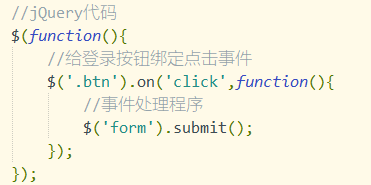 //jQuery代码
$(function(){
//给登录按钮绑定点击事件
$('.btn').on('click',function(){
//事件处理程序
$('form').submit();
});
});